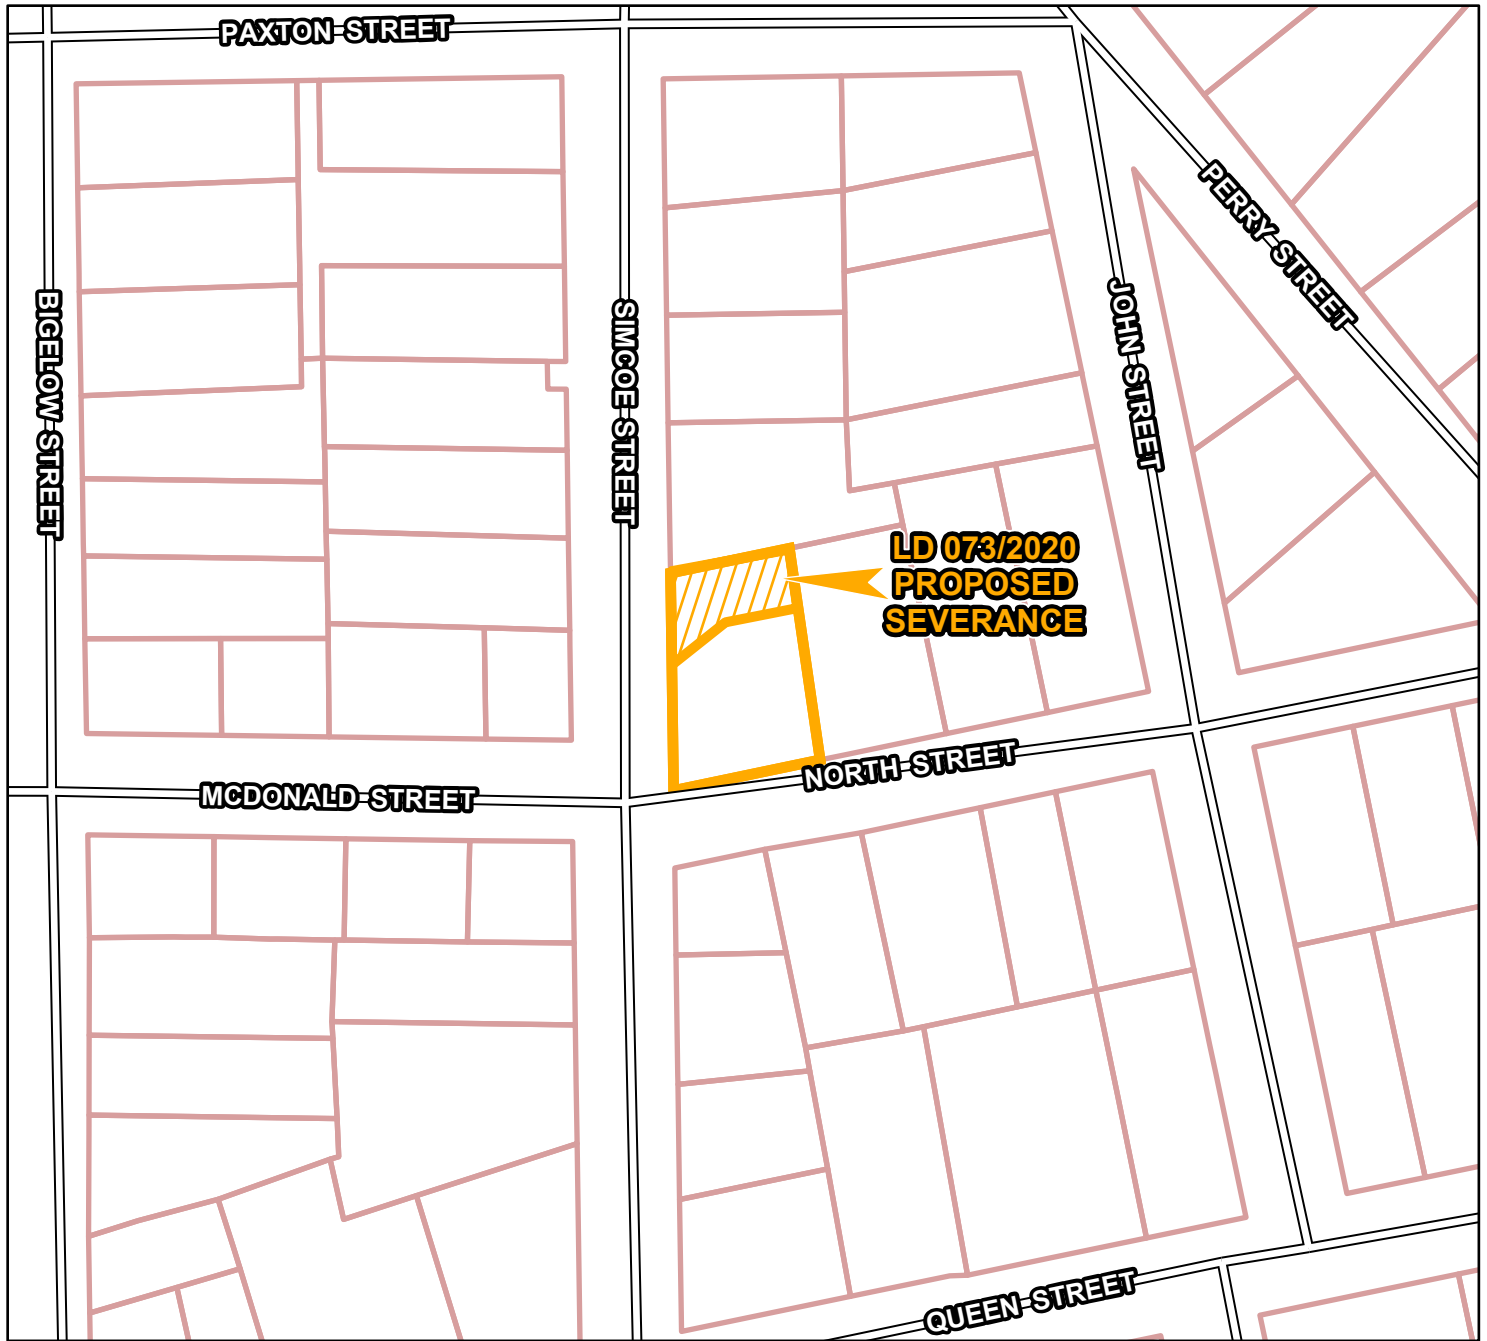 PAXTON STREET
PERRY STREET
BIGELOW STREET
SIMCOE STREET
JOHN STREET
LD 073/2020
PROPOSED
SEVERANCE
NORTH STREET
MCDONALD STREET
QUEEN STREET